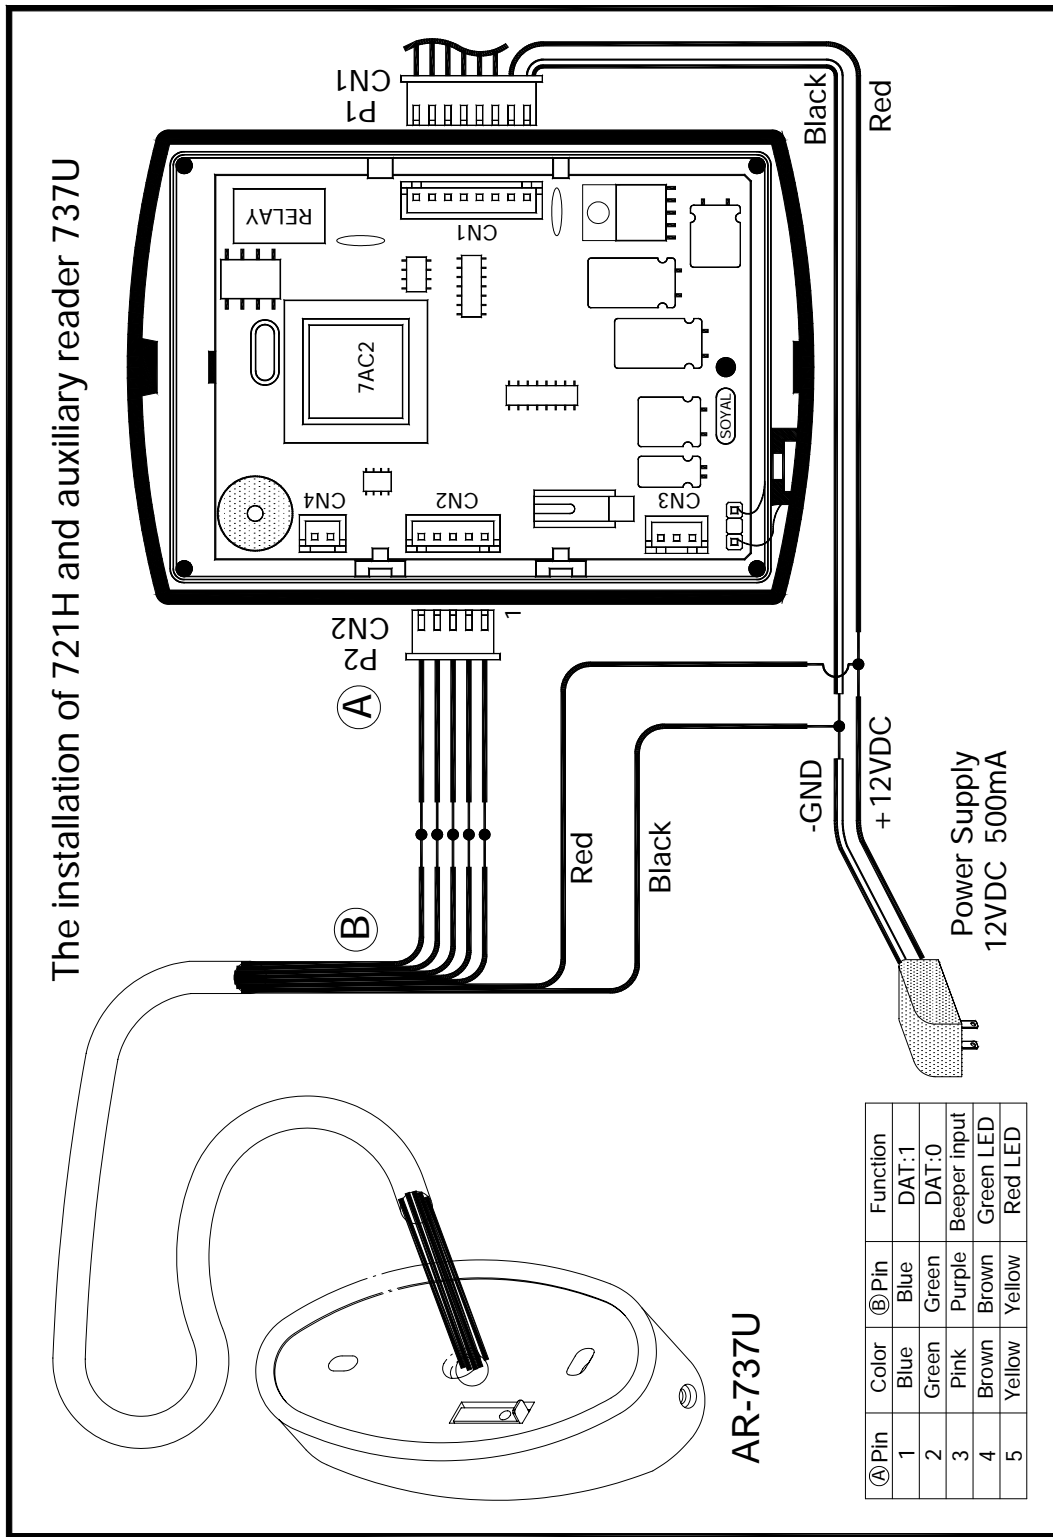 The installation of 721H and auxiliary reader 737U
P1
CN1
Black
Red
RELAY
CN1
7AC2
SOYAL
CN4
CN2
CN3
P2
CN2
1
A
B
Red
Black
-GND
+12VDC
Power Supply
12VDC 500mA
AR-737U
Ⓐ Pin Color Ⓑ Pin Function
1 Blue Blue DAT:1
2 Green Green DAT:0
3 Pink Purple Beeper input
4 Brown Brown Green LED
5 Yellow Yellow Red LED